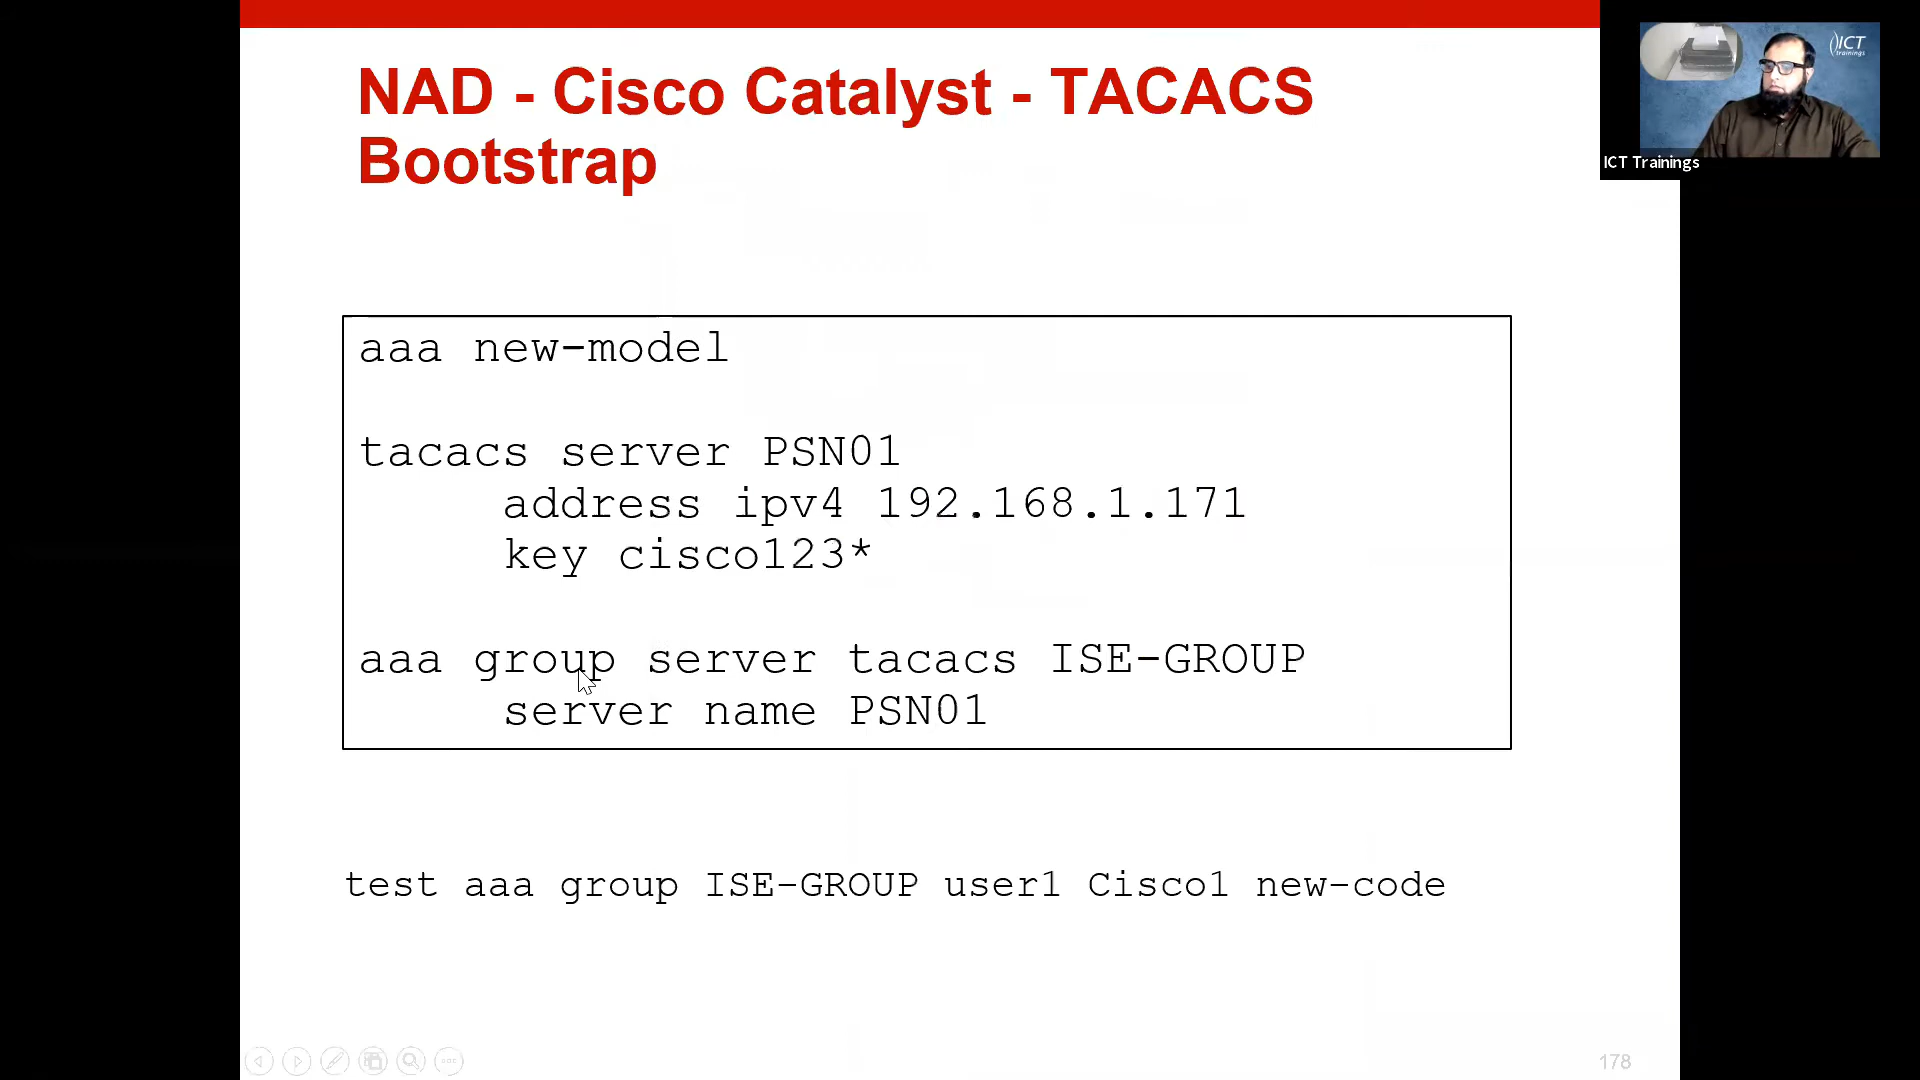 NAD - Cisco Catalyst - TACACS
Bootstrap
ICT
trainings
ICT Trainings
aaa new-model
tacacs server PSN01
address ipv4 192.168.1.171
key cisco123*
aaa group server tacacs ISE-GROUP
server name PSN01
test aaa group ISE-GROUP user1 Cisco1 new-code
178